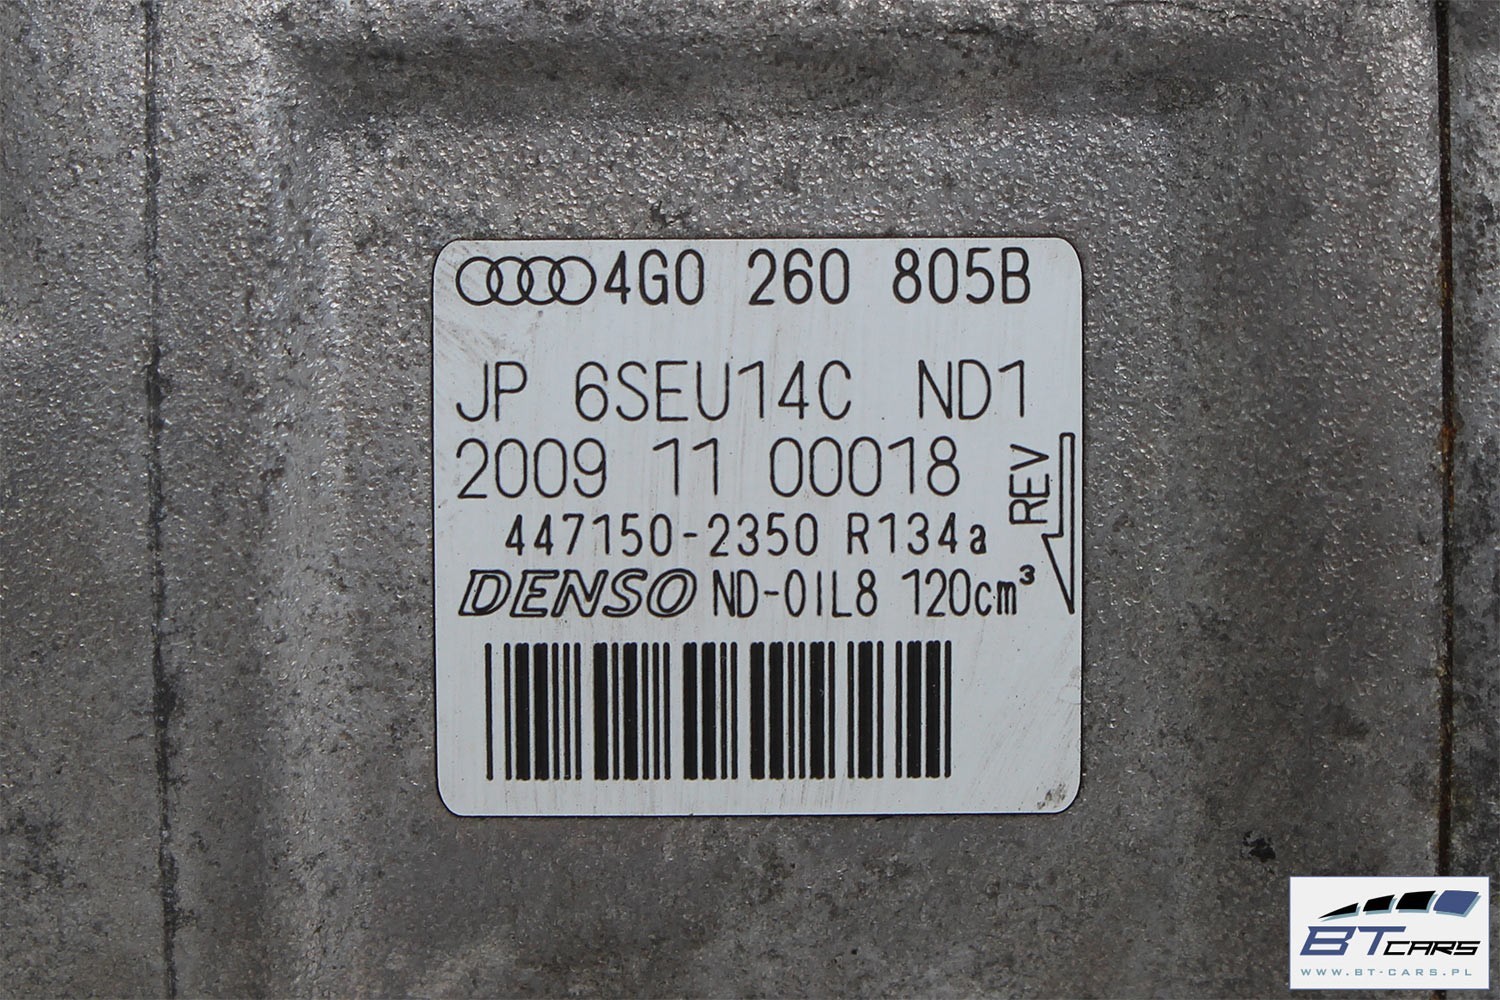 4G0 260 805B
JP 6SEU14C ND1
2009 11 00018
REV
447150-2350 R134a
DENSO ND-OIL8 120cm³
BT CARS
WWW.BT-CARS.PL